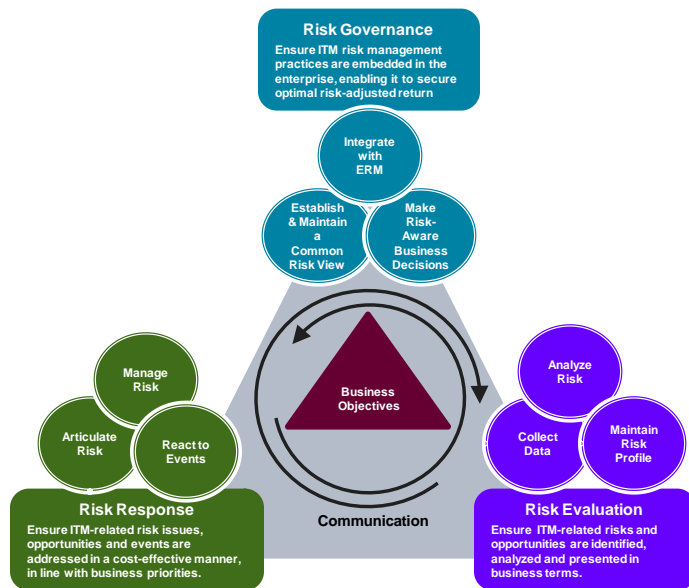 Risk Governance
Ensure ITM risk management
practices are embedded in the
enterprise, enabling it to secure
optimal risk-adjusted return
Integrate
with
ERM
Establish
& Maintain
a
Common
Risk View
Make
Risk-
Aware
Business
Decisions
Business
Objectives
Manage
Risk
Articulate
Risk
React to
Events
Analyze
Risk
Collect
Data
Maintain
Risk
Profile
Communication
Risk Response
Ensure ITM-related risk issues,
opportunities and events are
addressed in a cost-effective manner,
in line with business priorities.
Risk Evaluation
Ensure ITM-related risks and
opportunities are identified,
analyzed and presented in
business terms.